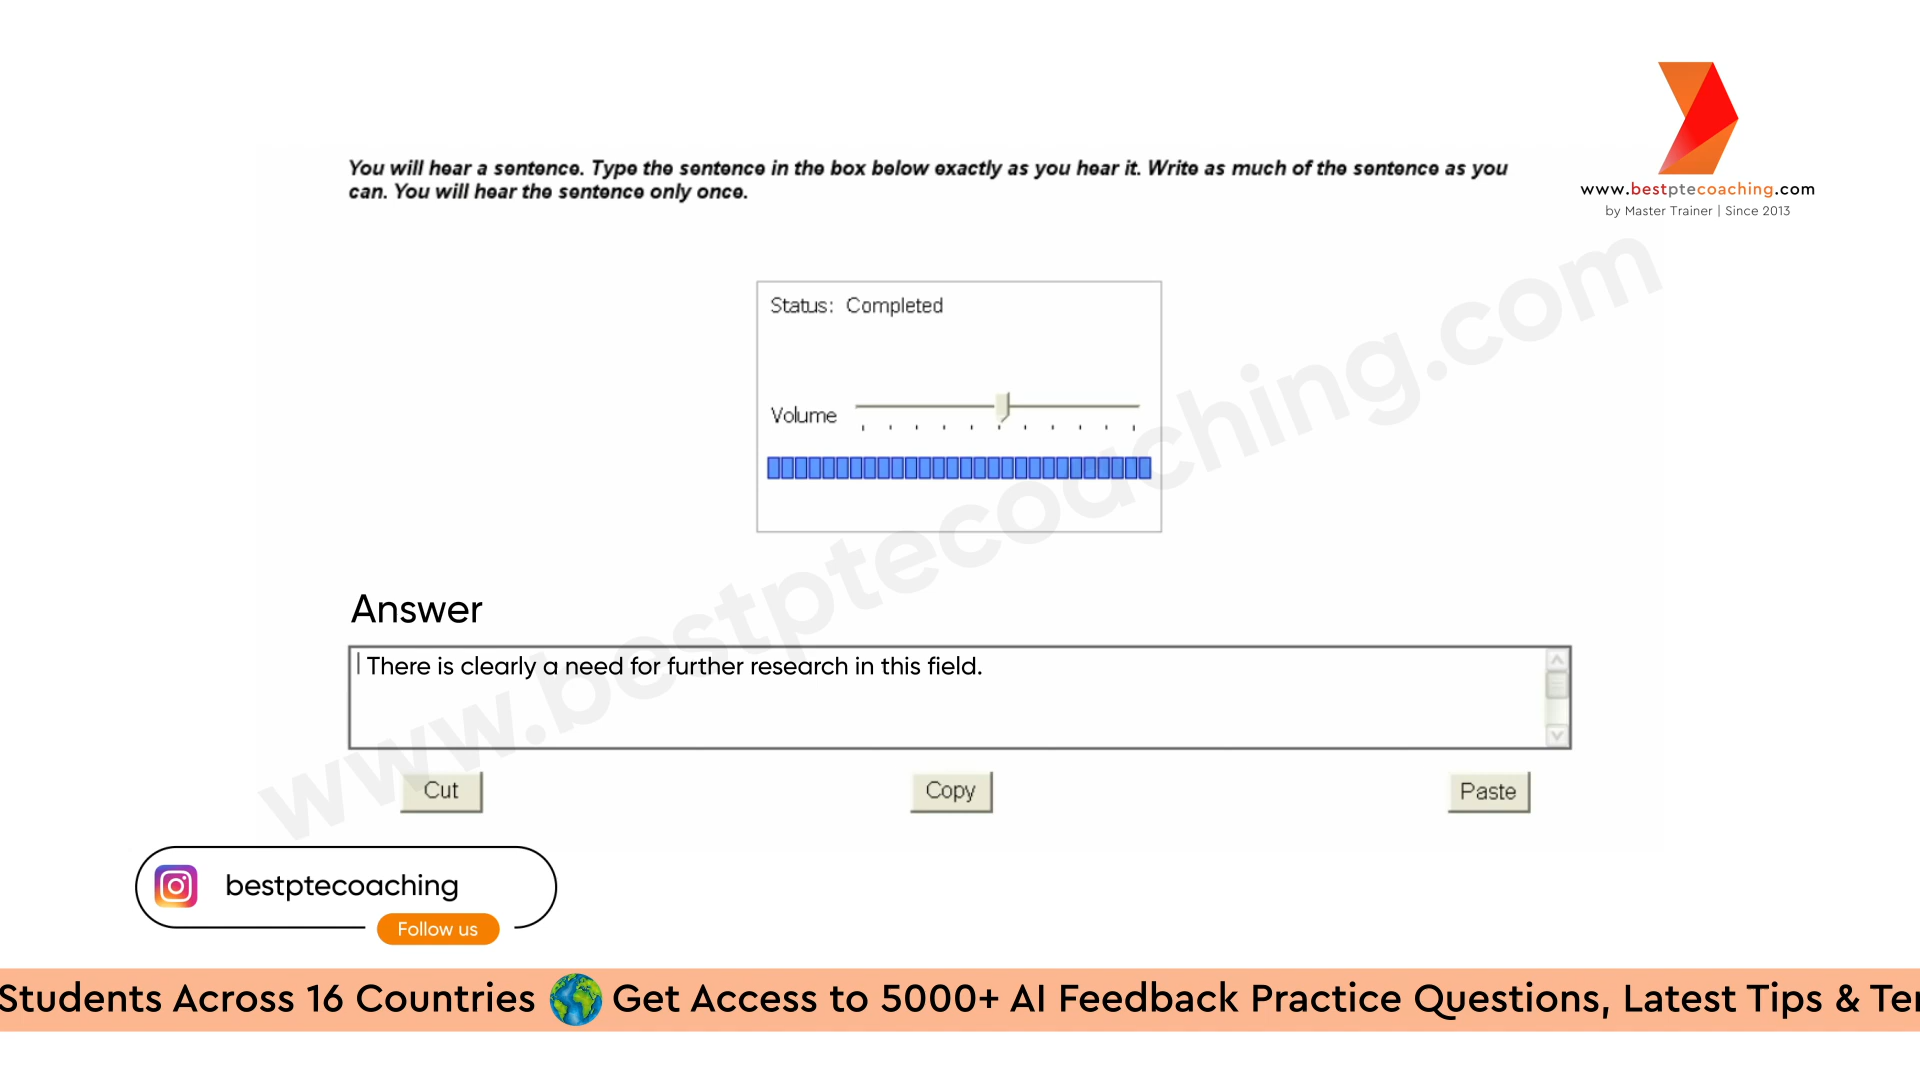 You will hear a sentence. Type the sentence in the box below exactly as you hear it. Write as much of the sentence as you
can. You will hear the sentence only once.
www.bestptecoaching.com
by Master Trainer | Since 2013
Status: Completed
Volume
www.bestptecoaching.com
Answer
There is clearly a need for further research in this field.
Cut
Copy
Paste
bestptecoaching
Follow us
Students Across 16 Countries Get Access to 5000+ AI Feedback Practice Questions, Latest Tips &